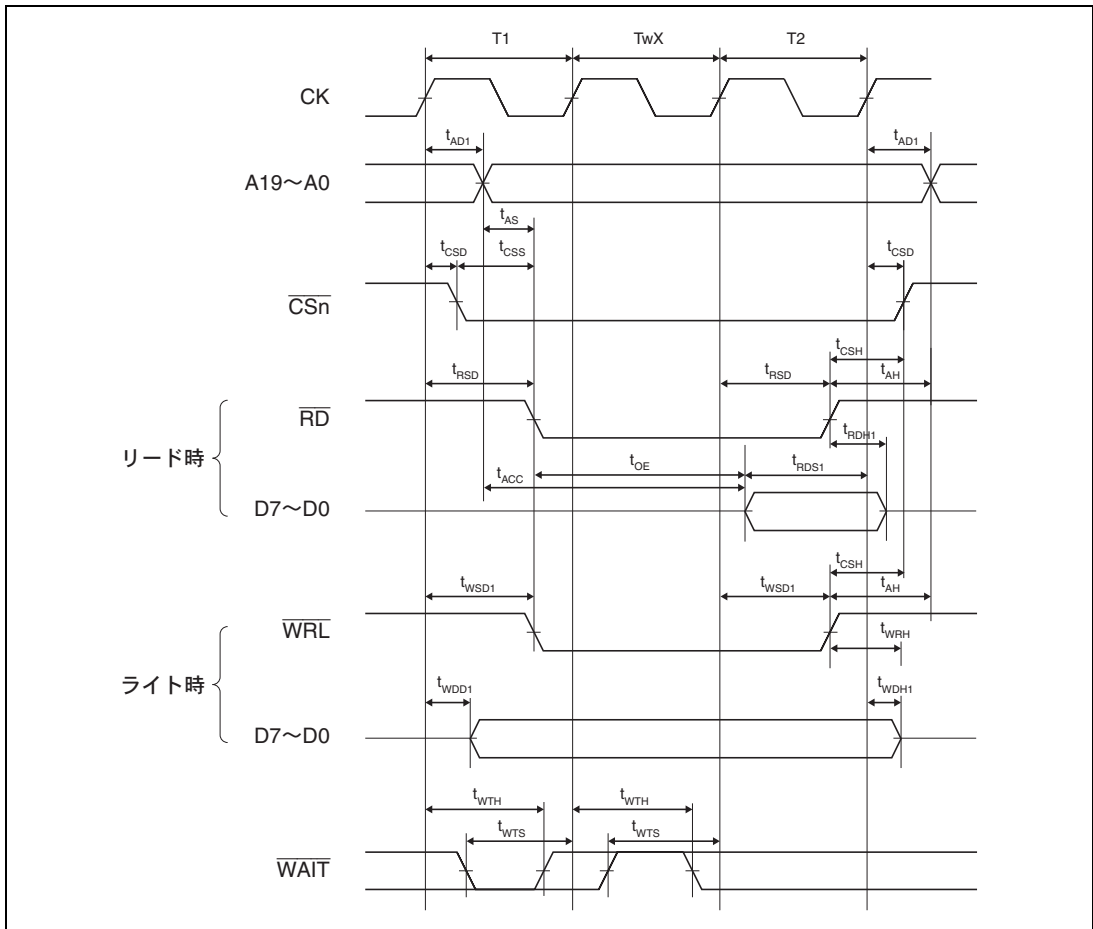 T1 TwX T2
CK
tAD1 tAD1
A19～A0
tAS
tCSD tCSS tCSD
CSn
tCSH
tRSD tRSD tAH
RD
tRDH1
リード時
tOE tRDS1
tACC
D7～D0
tCSH
tWSD1 tWSD1 tAH
WRL
tWRH
ライト時
tWDD1 tWDH1
D7～D0
tWTH tWTH
tWTS tWTS
WAIT